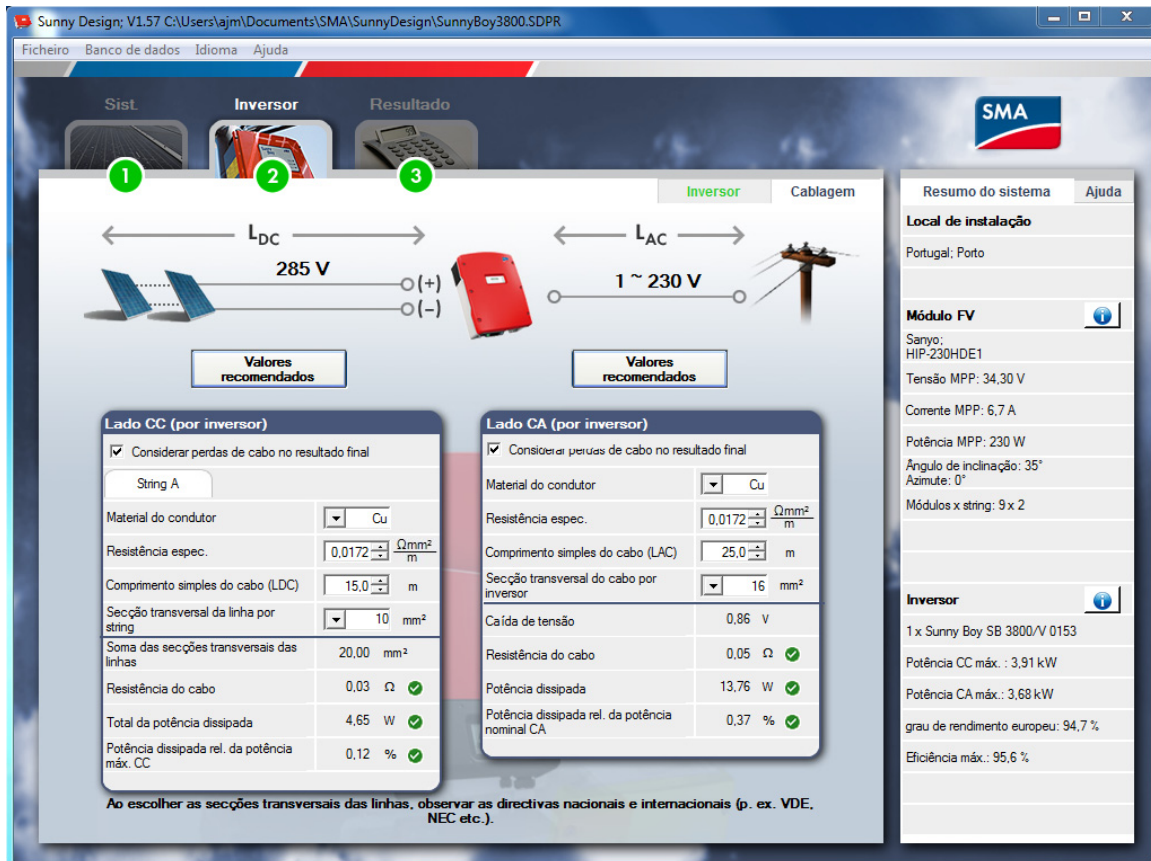 Sunny Design; V1.57 C:\Users\ajm\Documents\SMA\SunnyDesign\SunnyBoy3800.SDPR
Ficheiro Banco de dados Idioma Ajuda
Sist. Inversor Resultado
1 2 3
SMA
Inversor Cablagem
LDC
285 V
(+)
(–)
LAC
1 ~ 230 V
Valores
recomendados
Valores
recomendados
Lado CC (por inversor)
Considerar perdas de cabo no resultado final
String A
Material do condutor Cu
Resistência espec. 0,0172 Ωmm²
m
Comprimento simples do cabo (LDC) 15,0 m
Secção transversal da linha por
string 10 mm²
Soma das secções transversais das
linhas 20,00 mm²
Resistência do cabo 0,03 Ω
Total da potência dissipada 4,65 W
Potência dissipada rel. da potência
máx. CC 0,12 %
Lado CA (por inversor)
Considerar perdas de cabo no resultado final
Material do condutor Cu
Resistência espec. 0,0172 Ωmm²
m
Comprimento simples do cabo (LAC) 25,0 m
Secção transversal do cabo por
inversor 16 mm²
Caída de tensão 0,86 V
Resistência do cabo 0,05 Ω
Potência dissipada 13,76 W
Potência dissipada rel. da potência
nominal CA 0,37 %
Ao escolher as secções transversais das linhas, observar as directivas nacionais e internacionais (p. ex. VDE,
NEC etc.).
Resumo do sistema Ajuda
Local de instalação
Portugal; Porto
Módulo FV
Sanyo;
HIP-230HDE1
Tensão MPP: 34,30 V
Corrente MPP: 6,7 A
Potência MPP: 230 W
Ângulo de inclinação: 35°
Azimute: 0°
Módulos x string: 9 x 2
Inversor
1 x Sunny Boy SB 3800/V 0153
Potência CC máx. : 3,91 kW
Potência CA máx.: 3,68 kW
grau de rendimento europeu: 94,7 %
Eficiência máx.: 95,6 %